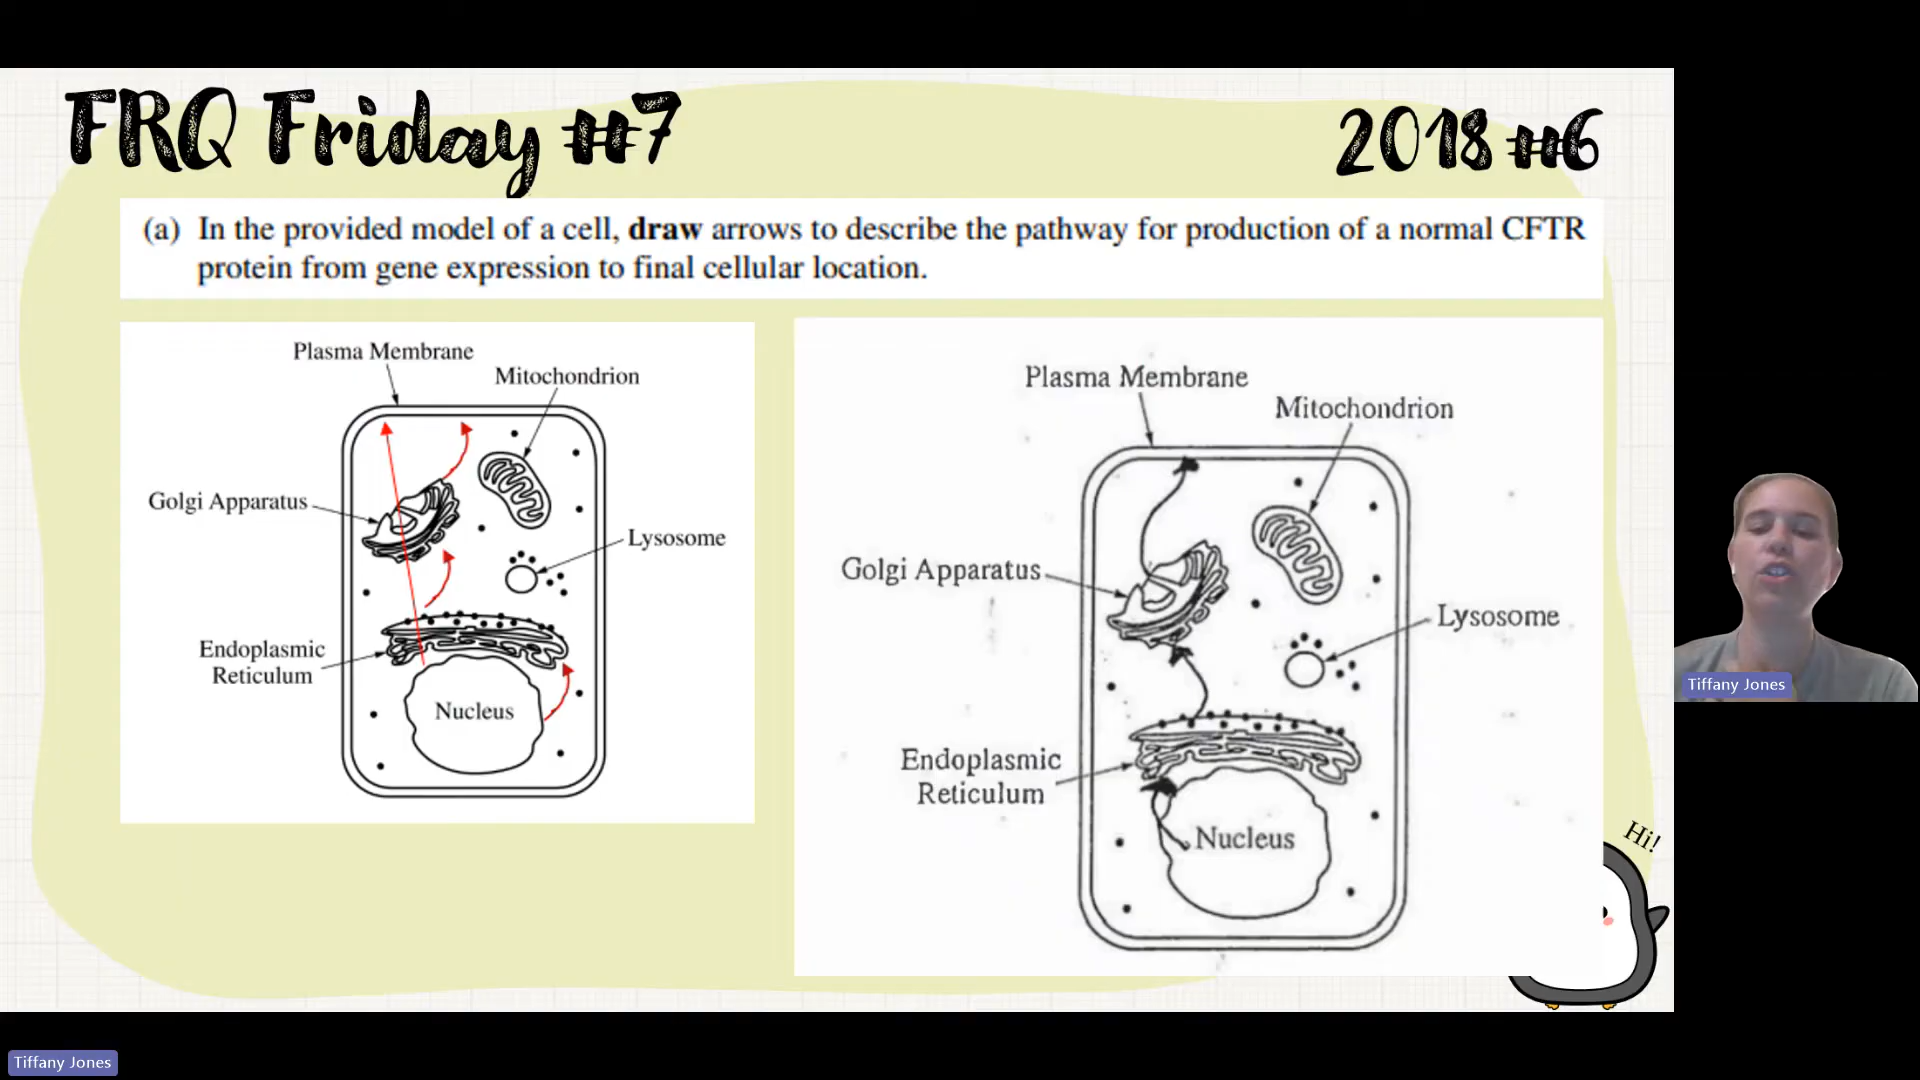 FRQ Friday #7
2018 #6
(a) In the provided model of a cell, draw arrows to describe the pathway for production of a normal CFTR
protein from gene expression to final cellular location.
Plasma Membrane
Mitochondrion
Golgi Apparatus
Lysosome
Endoplasmic
Reticulum
Nucleus
Plasma Membrane
Mitochondrion
Golgi Apparatus
Lysosome
Endoplasmic
Reticulum
Nucleus
Hi!
Tiffany Jones
Tiffany Jones